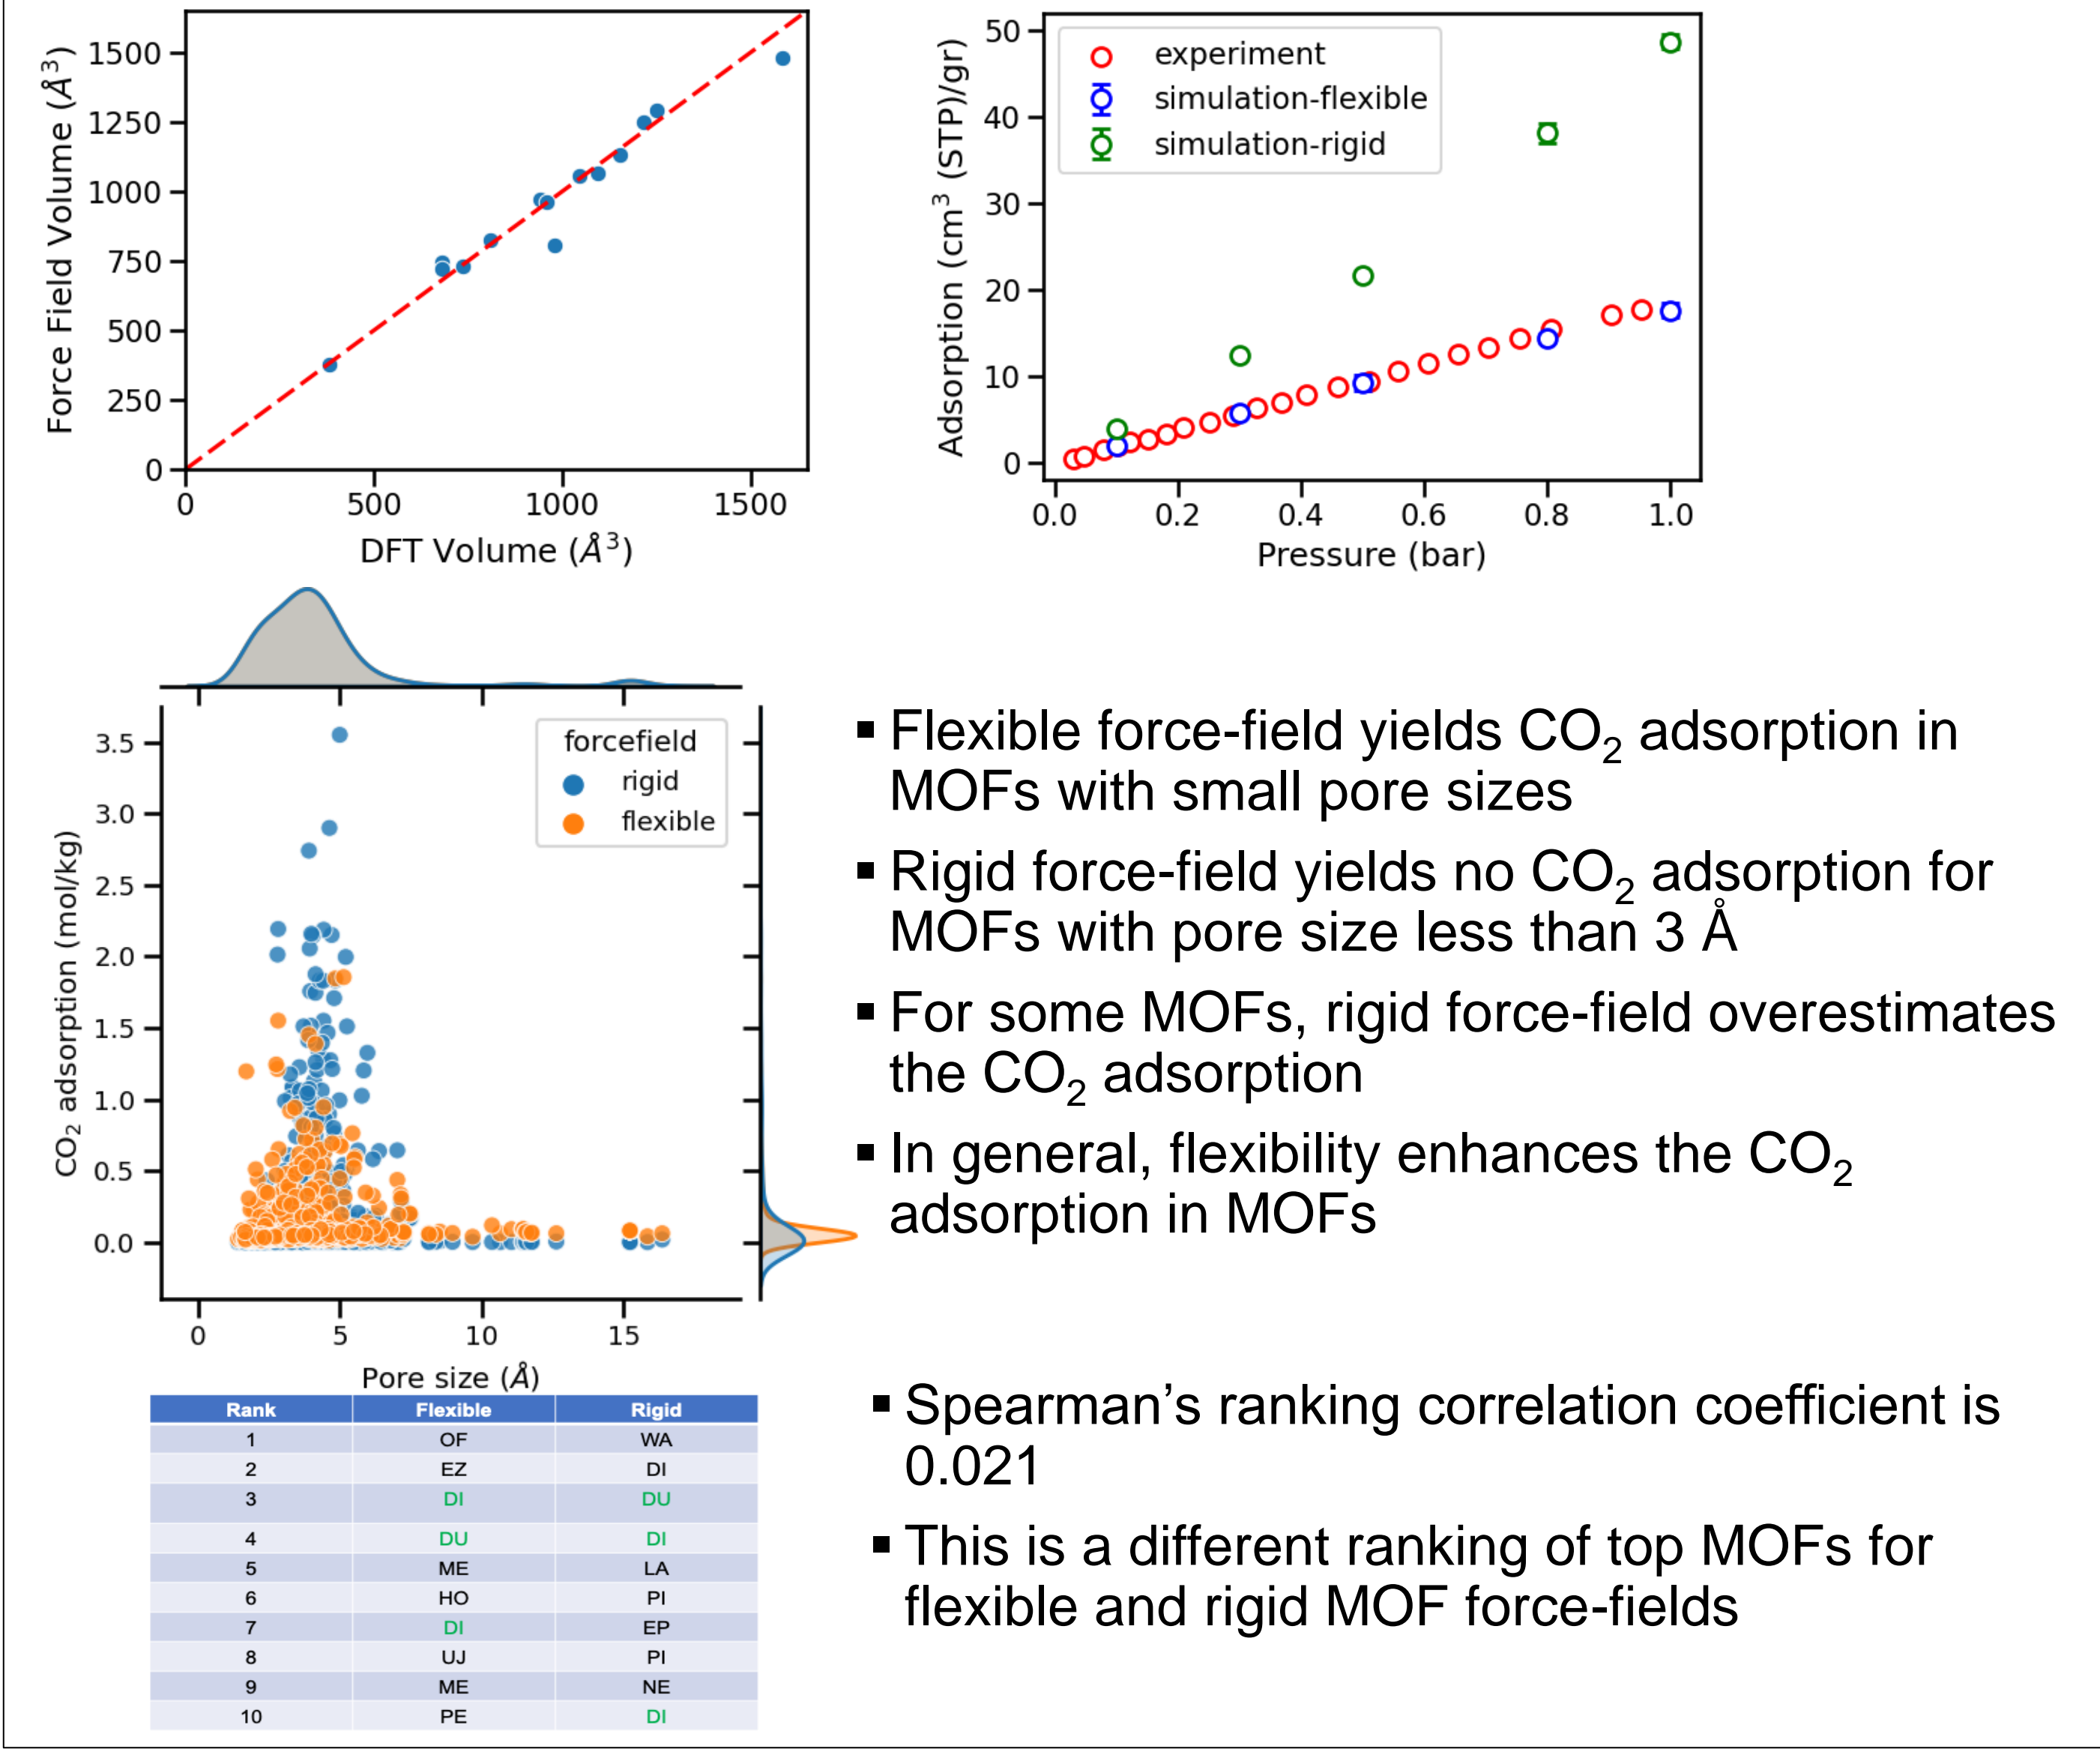 1500
1250
1000
750
500
250
0
Force Field Volume (Å³)
0 500 1000 1500
DFT Volume (Å³)
50
40
30
20
10
0
Adsorption (cm³ (STP)/gr)
experiment
simulation-flexible
simulation-rigid
0.0 0.2 0.4 0.6 0.8 1.0
Pressure (bar)
3.5
3.0
2.5
2.0
1.5
1.0
0.5
0.0
CO₂ adsorption (mol/kg)
forcefield
rigid
flexible
0 5 10 15
Pore size (Å)
▪ Flexible force-field yields CO₂ adsorption in
MOFs with small pore sizes
▪ Rigid force-field yields no CO₂ adsorption for
MOFs with pore size less than 3 Å
▪ For some MOFs, rigid force-field overestimates
the CO₂ adsorption
▪ In general, flexibility enhances the CO₂
adsorption in MOFs
Rank Flexible Rigid
1 OF WA
2 EZ DI
3 DI DU
4 DU DI
5 ME LA
6 HO PI
7 DI EP
8 UJ PI
9 ME NE
10 PE DI
▪ Spearman’s ranking correlation coefficient is
0.021
▪ This is a different ranking of top MOFs for
flexible and rigid MOF force-fields